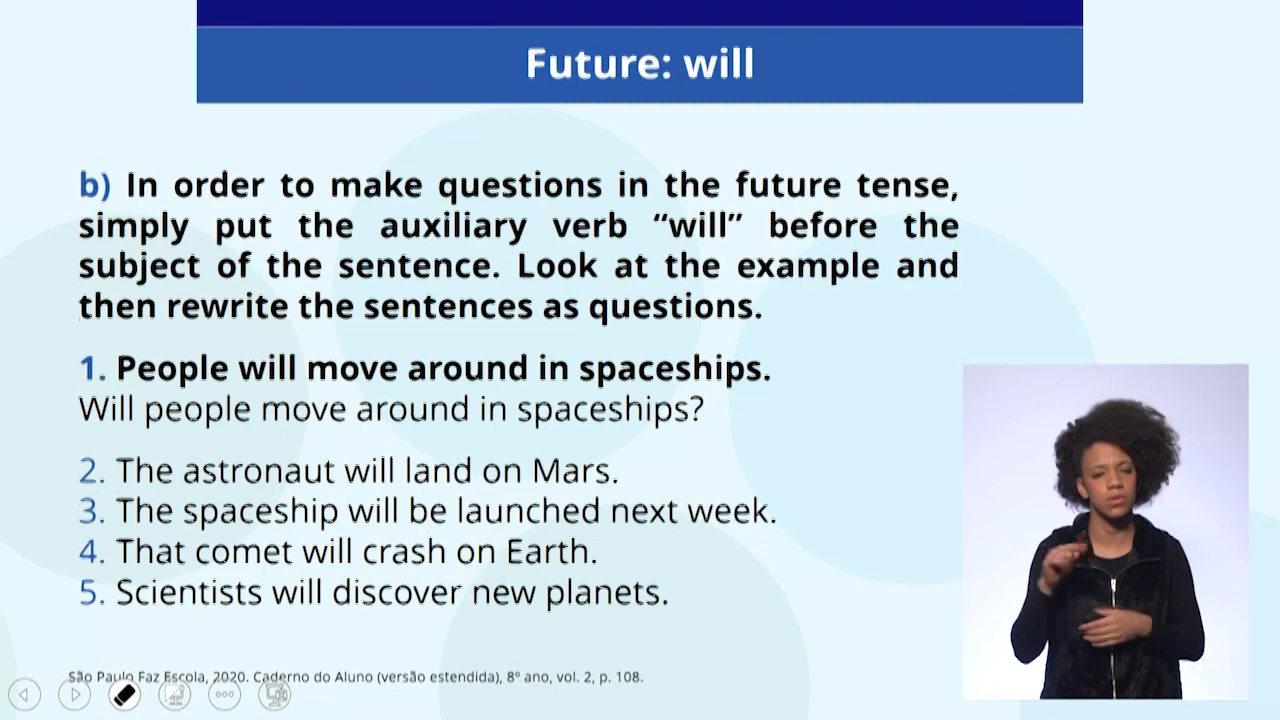 Future: will
b) In order to make questions in the future tense,
simply put the auxiliary verb “will” before the
subject of the sentence. Look at the example and
then rewrite the sentences as questions.
1. People will move around in spaceships.
Will people move around in spaceships?
2. The astronaut will land on Mars.
3. The spaceship will be launched next week.
4. That comet will crash on Earth.
5. Scientists will discover new planets.
São Paulo Faz Escola, 2020. Caderno do Aluno (versão estendida), 8º ano, vol. 2, p. 108.